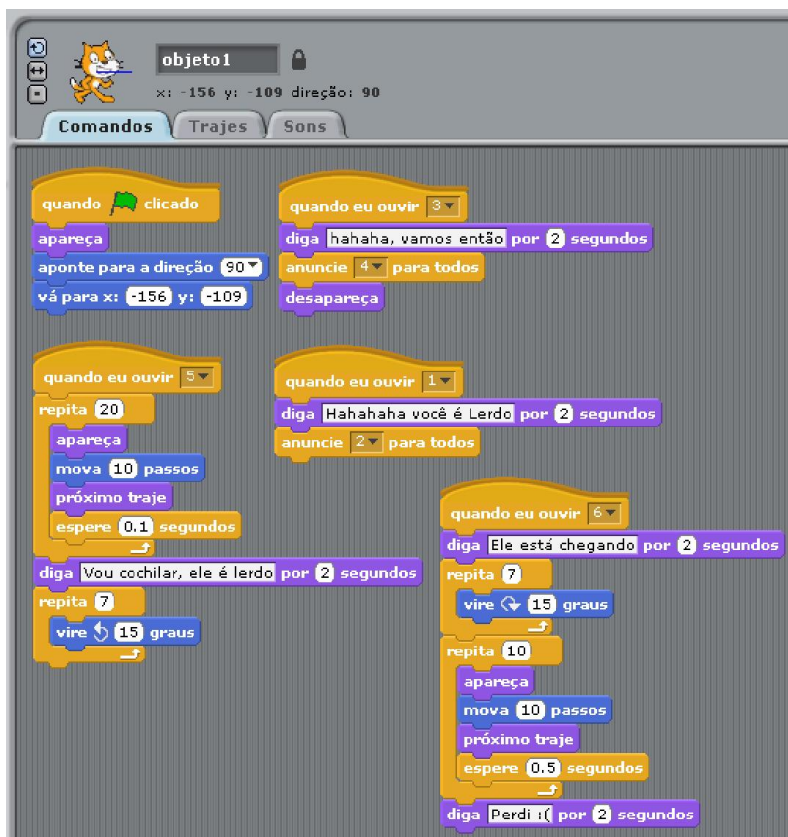 objeto1
x: -156 y: -109 direção: 90
Comandos Trajes Sons
quando clicado
apareça
aponte para a direção 90
vá para x: -156 y: -109
quando eu ouvir 3
diga hahaha, vamos então por 2 segundos
anuncie 4 para todos
desapareça
quando eu ouvir 5
repita 20
apareça
mova 10 passos
próximo traje
espere 0.1 segundos
diga Vou cochilar, ele é lerdo por 2 segundos
repita 7
vire 15 graus
quando eu ouvir 1
diga Hahahaha você é Lerdo por 2 segundos
anuncie 2 para todos
quando eu ouvir 6
diga Ele está chegando por 2 segundos
repita 7
vire 15 graus
repita 10
apareça
mova 10 passos
próximo traje
espere 0.5 segundos
diga Perdi :( por 2 segundos